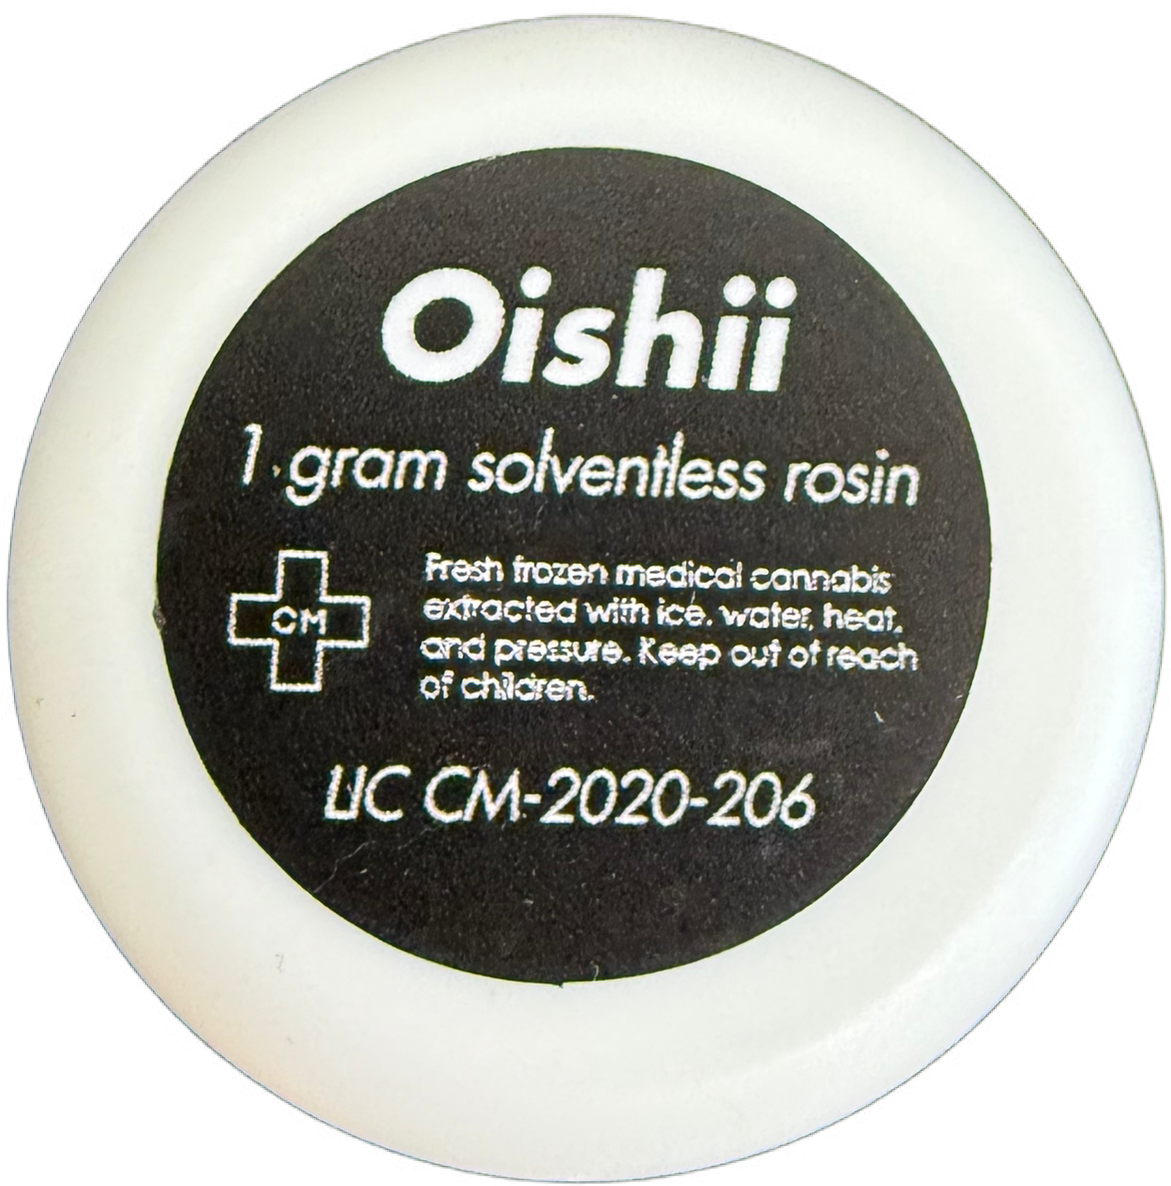 Oishii
1 gram solventless rosin
CM
Fresh frozen medical cannabis
extracted with ice, water, heat,
and pressure. Keep out of reach
of children.
LIC CM-2020-206